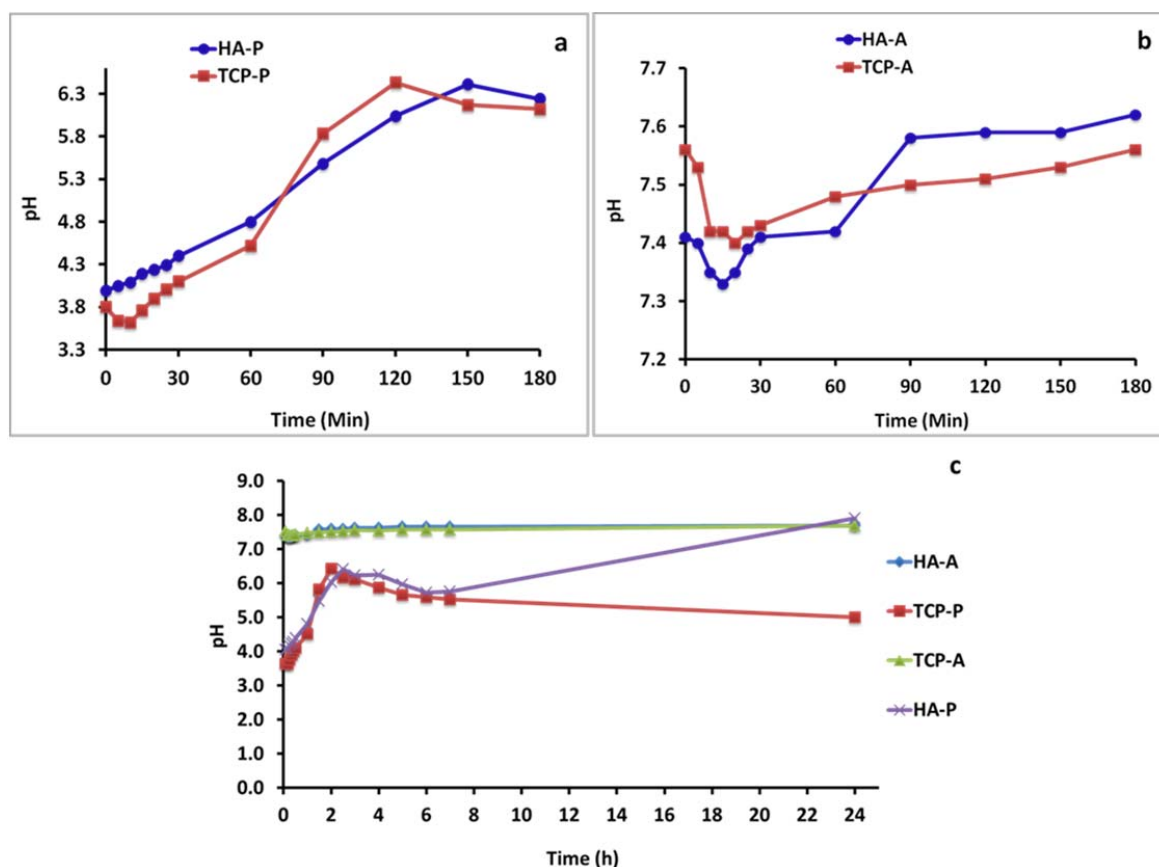 a
HA-P
TCP-P
6.3
5.8
5.3
4.8
4.3
3.8
3.3
pH
0 30 60 90 120 150 180
Time (Min)
b
HA-A
TCP-A
7.7
7.6
7.5
7.4
7.3
7.2
pH
0 30 60 90 120 150 180
Time (Min)
c
9.0
8.0
7.0
6.0
5.0
4.0
3.0
2.0
1.0
0.0
pH
0 2 4 6 8 10 12 14 16 18 20 22 24
Time (h)
HA-A
TCP-P
TCP-A
HA-P